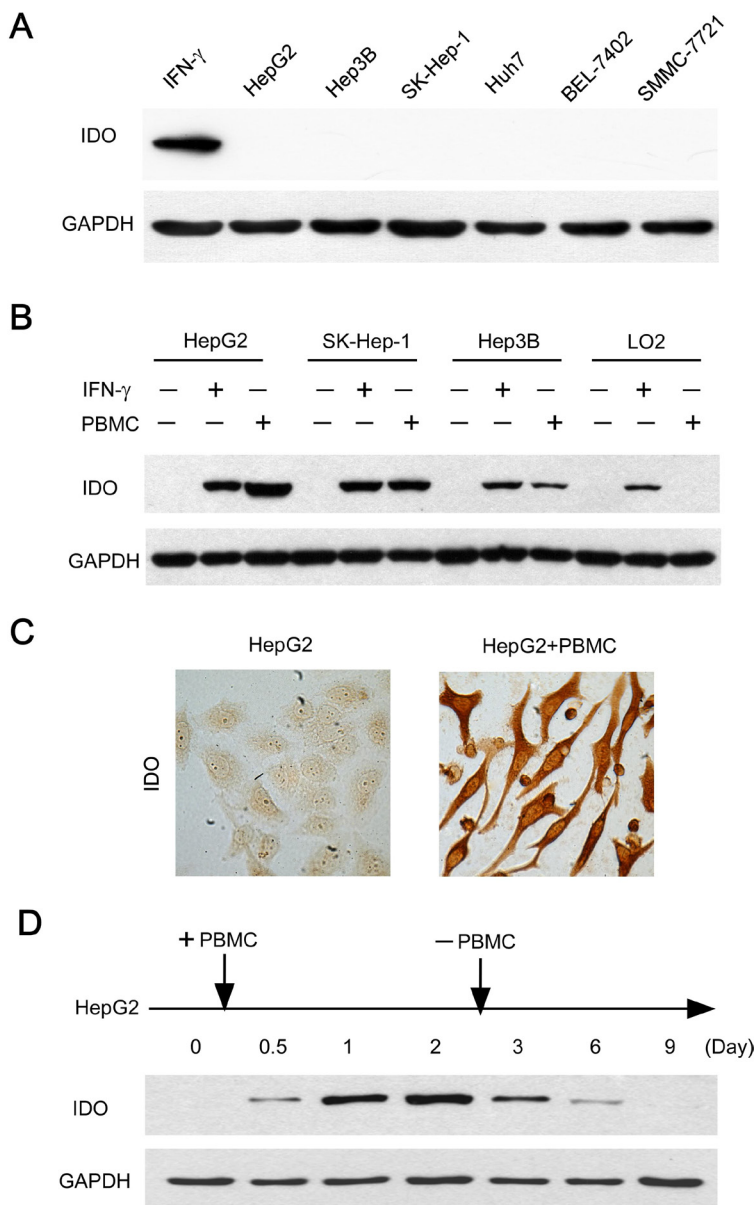 A
IFN-γ HepG2 Hep3B SK-Hep-1 Huh7 BEL-7402 SMMC-7721
IDO
GAPDH
B
HepG2 SK-Hep-1 Hep3B LO2
IFN-γ − + − − + − − + − − + −
PBMC − − + − − + − − + − − +
IDO
GAPDH
C
HepG2 HepG2+PBMC
IDO
D
+ PBMC − PBMC
HepG2
0 0.5 1 2 3 6 9 (Day)
IDO
GAPDH